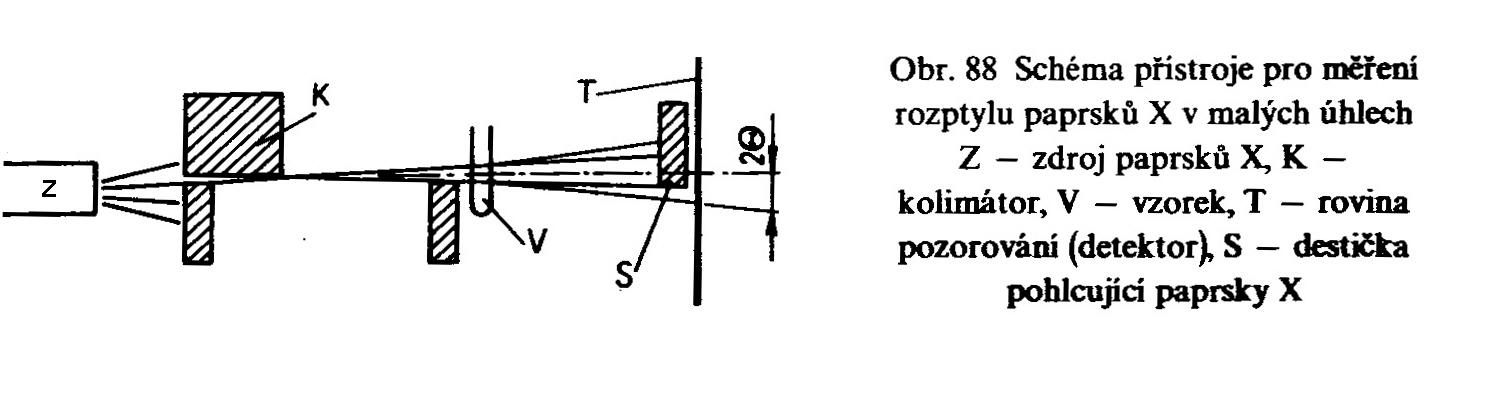 Z
K
V
S
T
2Θ
Obr. 88 Schéma přístroje pro měření
rozptylu paprsků X v malých úhlech
Z — zdroj paprsků X, K —
kolimátor, V — vzorek, T — rovina
pozorování (detektor), S — destička
pohlcující paprsky X